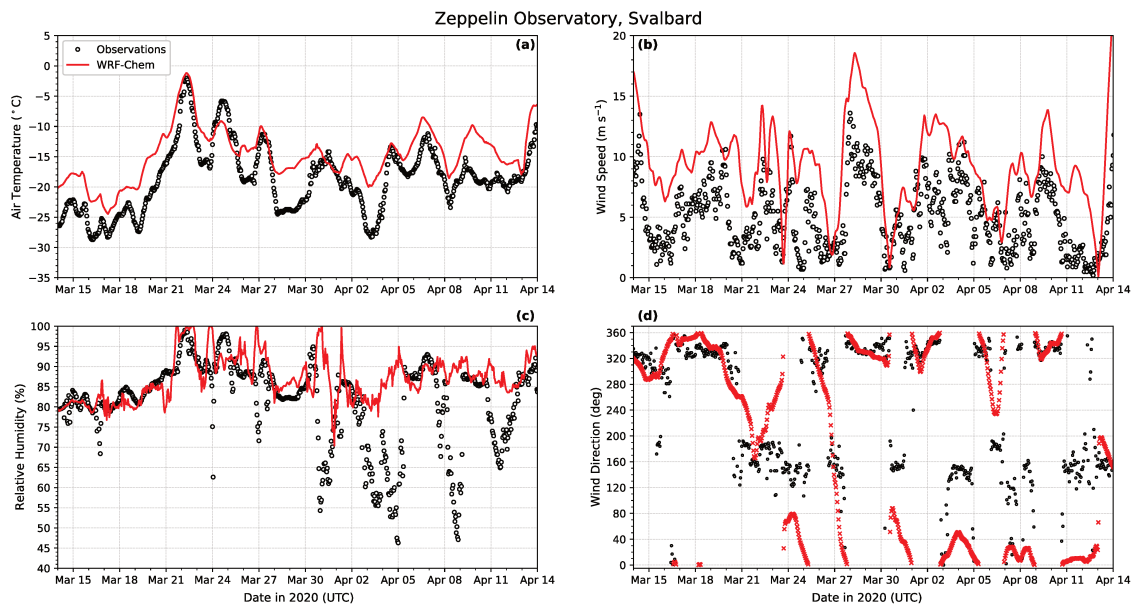 Zeppelin Observatory, Svalbard
(a)
Observations
WRF-Chem
Air Temperature (°C)
5
0
−5
−10
−15
−20
−25
−30
−35
Mar 15 Mar 18 Mar 21 Mar 24 Mar 27 Mar 30 Apr 02 Apr 05 Apr 08 Apr 11 Apr 14
(b)
Wind Speed (m s⁻¹)
20
15
10
5
0
Mar 15 Mar 18 Mar 21 Mar 24 Mar 27 Mar 30 Apr 02 Apr 05 Apr 08 Apr 11 Apr 14
(c)
Relative Humidity (%)
100
95
90
85
80
75
70
65
60
55
50
45
40
Mar 15 Mar 18 Mar 21 Mar 24 Mar 27 Mar 30 Apr 02 Apr 05 Apr 08 Apr 11 Apr 14
Date in 2020 (UTC)
(d)
Wind Direction (deg)
360
320
280
240
200
160
120
80
40
0
Mar 15 Mar 18 Mar 21 Mar 24 Mar 27 Mar 30 Apr 02 Apr 05 Apr 08 Apr 11 Apr 14
Date in 2020 (UTC)